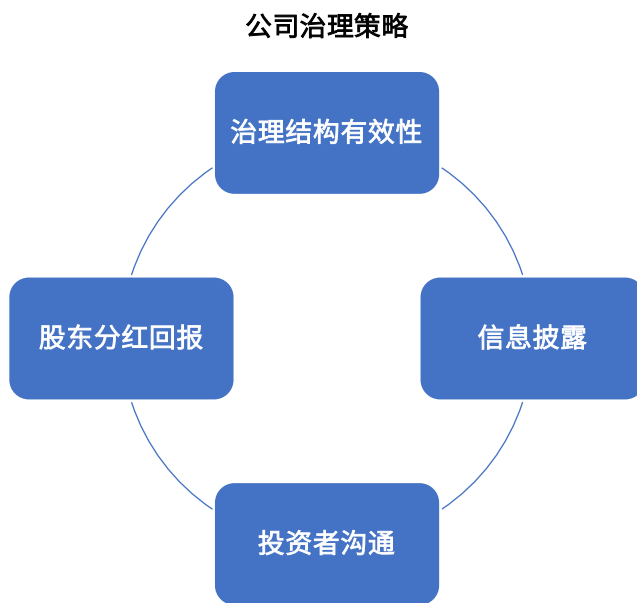 公司治理策略
治理结构有效性
股东分红回报
信息披露
投资者沟通